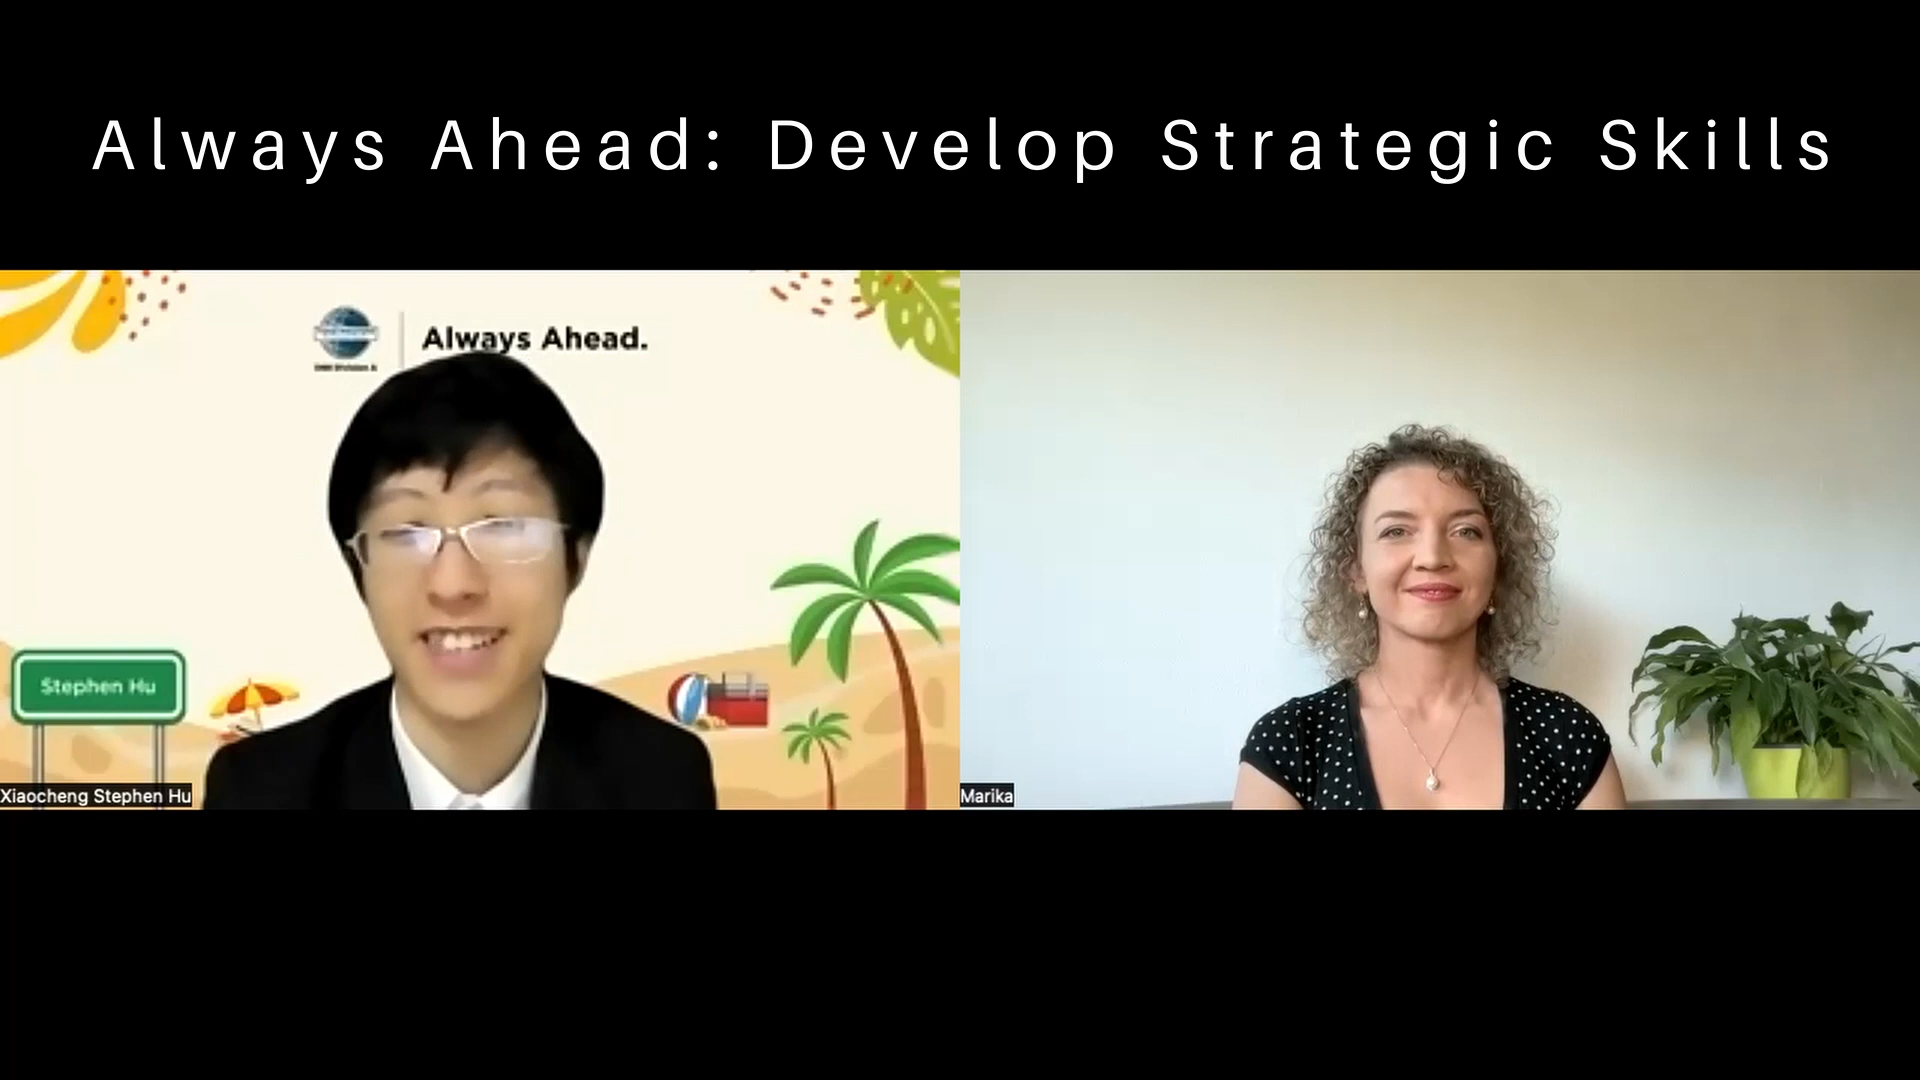 Always Ahead: Develop Strategic Skills
Always Ahead.
Stephen Hu
Xiaocheng Stephen Hu
Marika